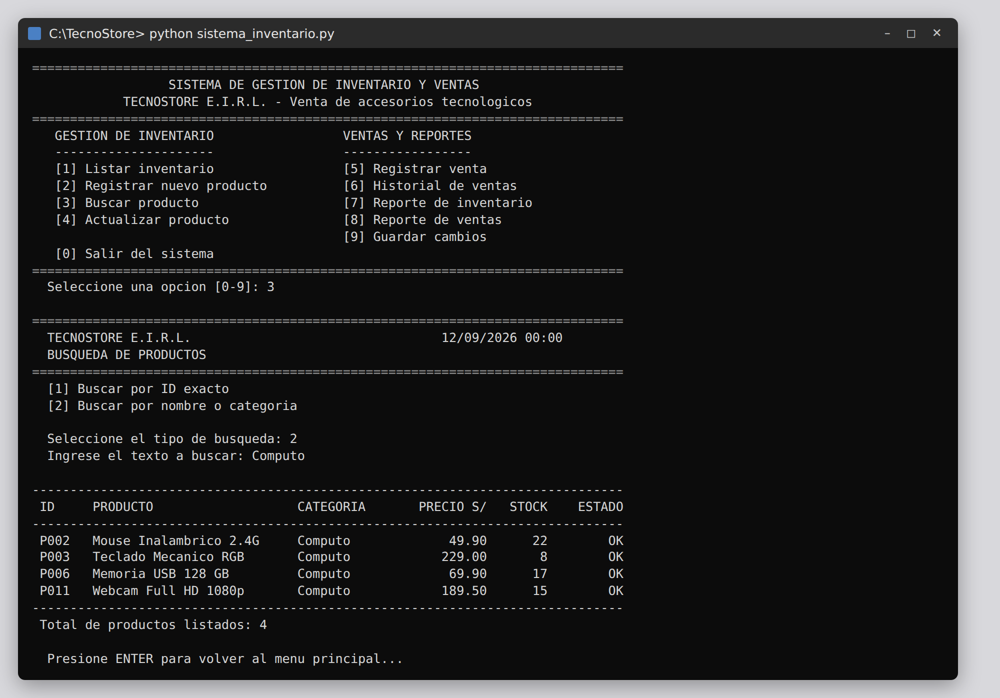 C:\TecnoStore> python sistema_inventario.py
==============================================================================
SISTEMA DE GESTION DE INVENTARIO Y VENTAS
TECNOSTORE E.I.R.L. - Venta de accesorios tecnologicos
==============================================================================
GESTION DE INVENTARIO                 VENTAS Y REPORTES
---------------------                 -----------------
[1] Listar inventario                 [5] Registrar venta
[2] Registrar nuevo producto          [6] Historial de ventas
[3] Buscar producto                   [7] Reporte de inventario
[4] Actualizar producto               [8] Reporte de ventas
[9] Guardar cambios
[0] Salir del sistema
==============================================================================
Seleccione una opcion [0-9]: 3
==============================================================================
TECNOSTORE E.I.R.L.                                 12/09/2026 00:00
BUSQUEDA DE PRODUCTOS
==============================================================================
[1] Buscar por ID exacto
[2] Buscar por nombre o categoria
Seleccione el tipo de busqueda: 2
Ingrese el texto a buscar: Computo
------------------------------------------------------------------------------
ID     PRODUCTO                   CATEGORIA       PRECIO S/   STOCK    ESTADO
------------------------------------------------------------------------------
P002   Mouse Inalambrico 2.4G     Computo             49.90      22        OK
P003   Teclado Mecanico RGB       Computo            229.00       8        OK
P006   Memoria USB 128 GB         Computo             69.90      17        OK
P011   Webcam Full HD 1080p       Computo            189.50      15        OK
------------------------------------------------------------------------------
Total de productos listados: 4
Presione ENTER para volver al menu principal...